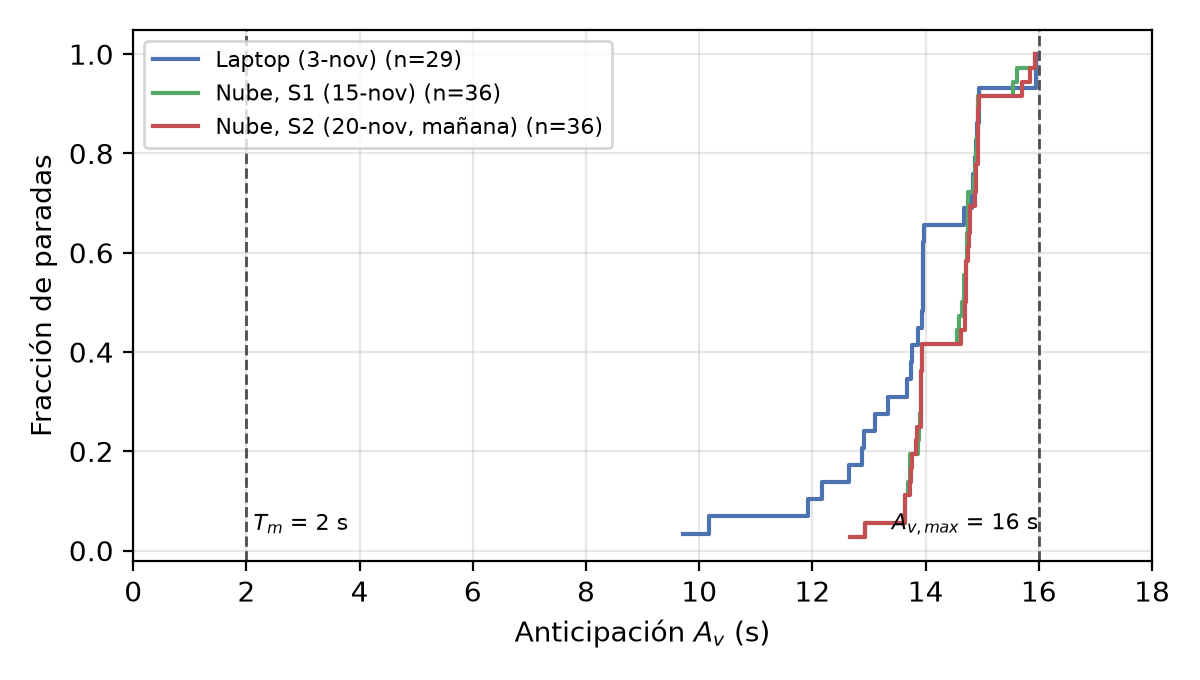 Laptop (3-nov) (n=29)
Nube, S1 (15-nov) (n=36)
Nube, S2 (20-nov, mañana) (n=36)
Fracción de paradas
1.0
0.8
0.6
0.4
0.2
0.0
T_m = 2 s
A_{v,max} = 16 s
0 2 4 6 8 10 12 14 16 18
Anticipación A_v (s)